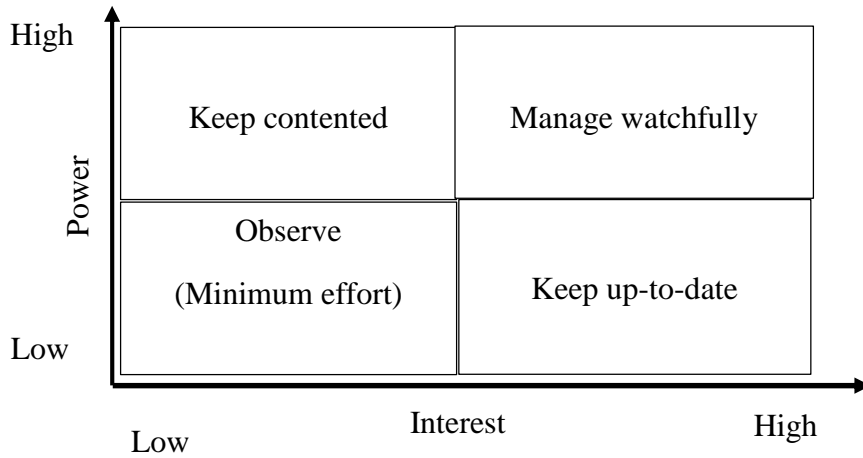 High
Keep contented
Manage watchfully
Power
Observe
(Minimum effort)
Keep up-to-date
Low
Interest
High
Low